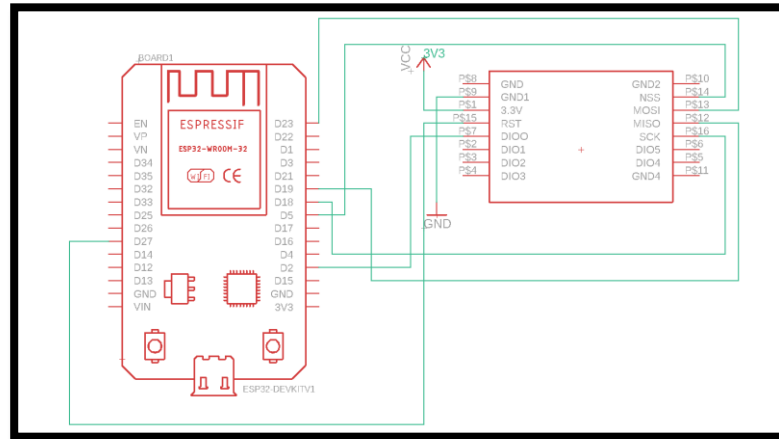 BOARD1
ESPRESSIF
ESP32-WROOM-32
WiFi
CE
EN
VP
VN
D34
D35
D32
D33
D25
D26
D27
D14
D12
D13
GND
VIN
D23
D22
D1
D3
D21
D19
D18
D5
D17
D16
D4
D2
D15
GND
3V3
ESP32-DEVKITV1
VCC
3V3
GND
P$8
P$9
P$1
P$15
P$7
P$2
P$3
P$4
GND
GND1
3.3V
RST
DIO0
DIO1
DIO2
DIO3
GND2
NSS
MOSI
MISO
SCK
DIO5
DIO4
GND4
P$10
P$14
P$13
P$12
P$16
P$6
P$5
P$11